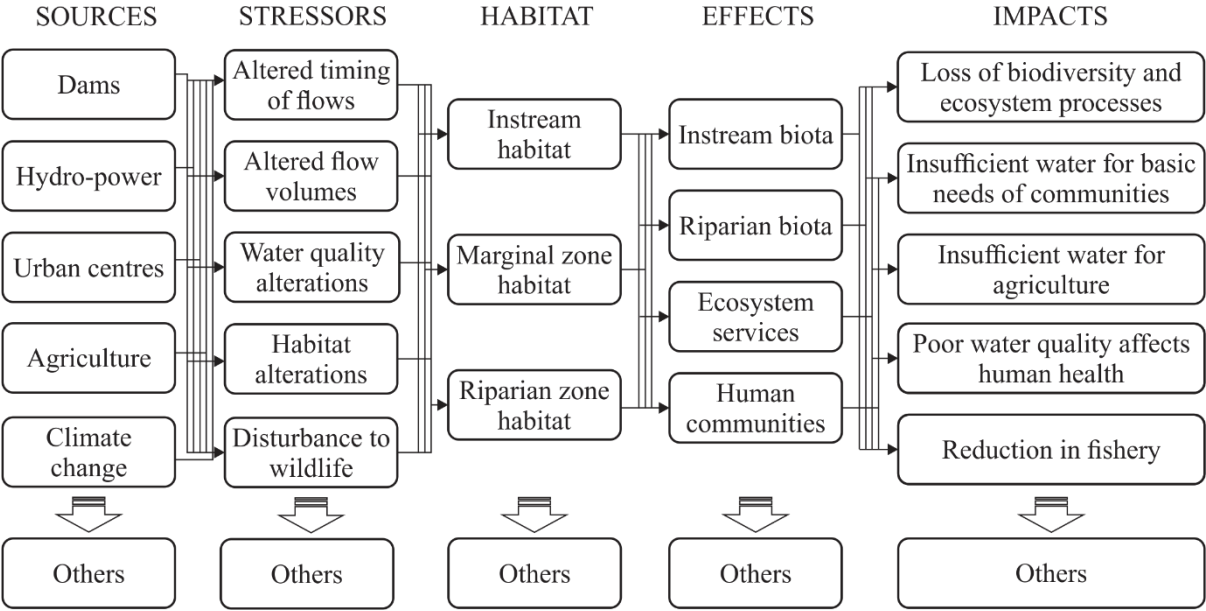 SOURCES
STRESSORS
HABITAT
EFFECTS
IMPACTS
Dams
Hydro-power
Urban centres
Agriculture
Climate
change
Others
Altered timing
of flows
Altered flow
volumes
Water quality
alterations
Habitat
alterations
Disturbance to
wildlife
Others
Instream
habitat
Marginal zone
habitat
Riparian zone
habitat
Others
Instream biota
Riparian biota
Ecosystem
services
Human
communities
Others
Loss of biodiversity and
ecosystem processes
Insufficient water for basic
needs of communities
Insufficient water for
agriculture
Poor water quality affects
human health
Reduction in fishery
Others